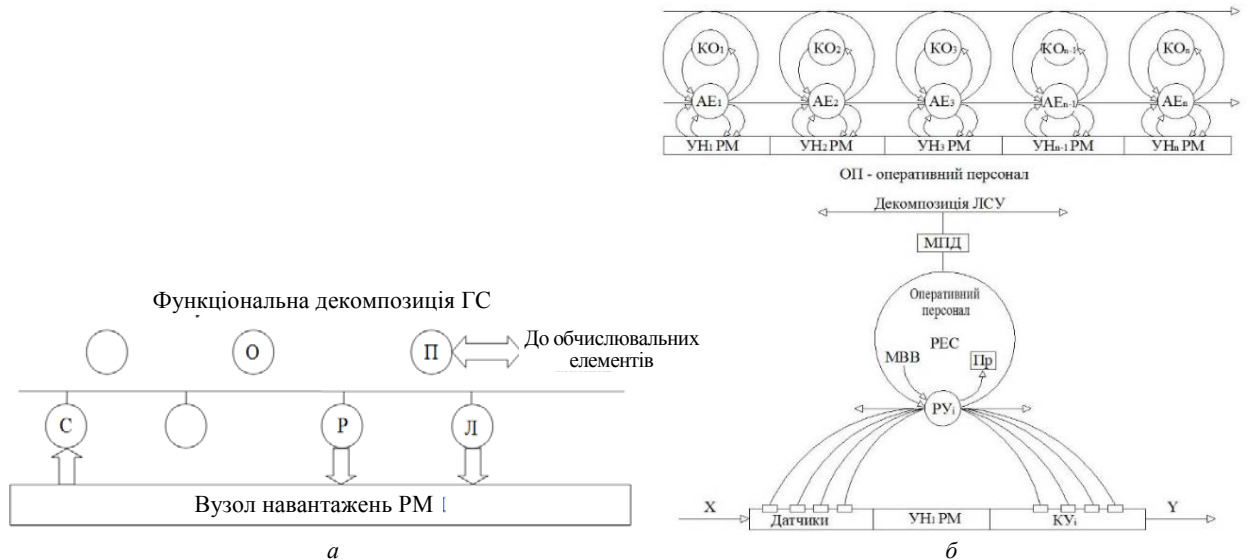 Функціональна декомпозиція ГС
О
П
До обчислювальних
елементів
С
Р
Л
Вузол навантажень РМ
а
КО₁ КО₂ КО₃ КОₙ₋₁ КОₙ
АЕ₁ АЕ₂ АЕ₃ АЕₙ₋₁ АЕₙ
УН₁ РМ УН₂ РМ УН₃ РМ УНₙ₋₁ РМ УНₙ РМ
ОП - оперативний персонал
Декомпозиція ЛСУ
МПД
Оперативний
персонал
РЕС
МВВ
Пр
РУᵢ
X
Y
Датчики УН₁ РМ КУᵢ
б